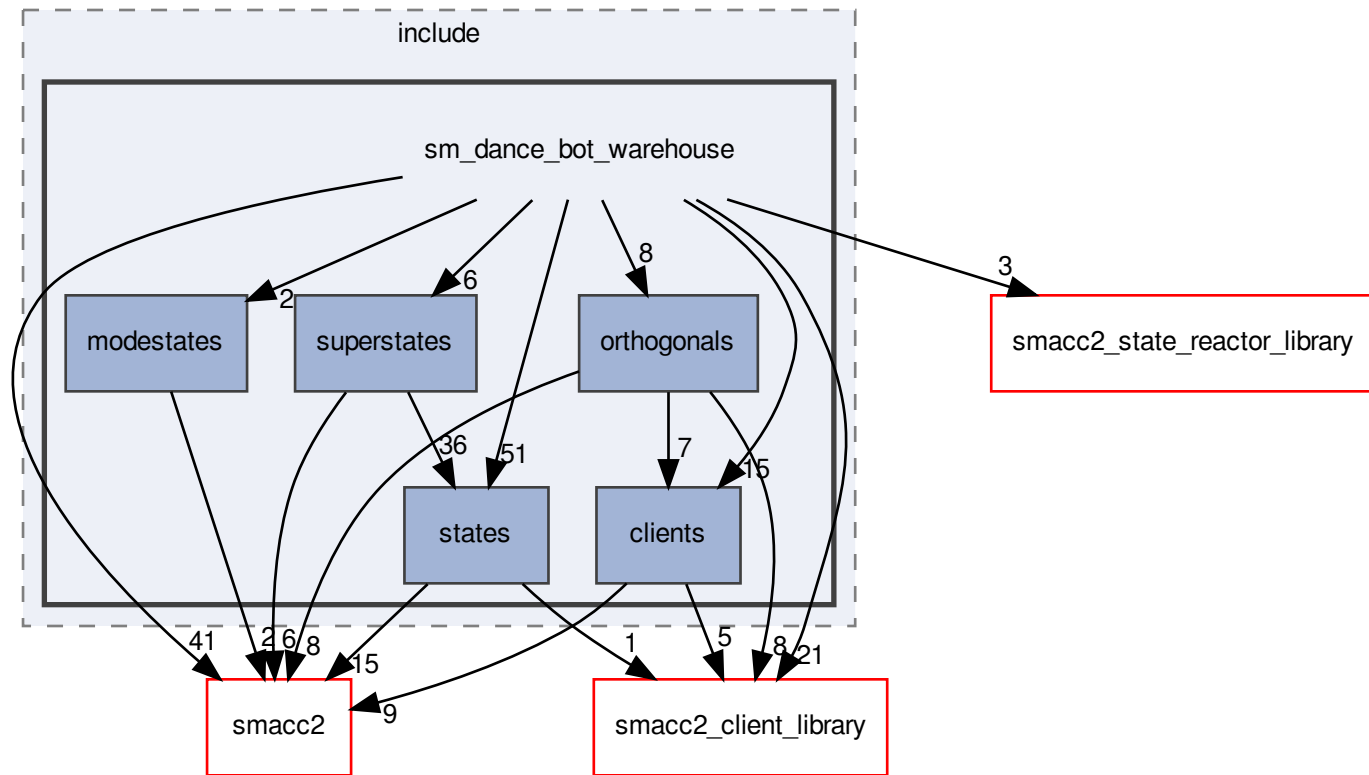 include
sm_dance_bot_warehouse
8
3
2
6
modestates
superstates
orthogonals
smacc2_state_reactor_library
36
51
7
15
states
clients
41
2
6
8
15
1
5
8
21
9
smacc2
smacc2_client_library